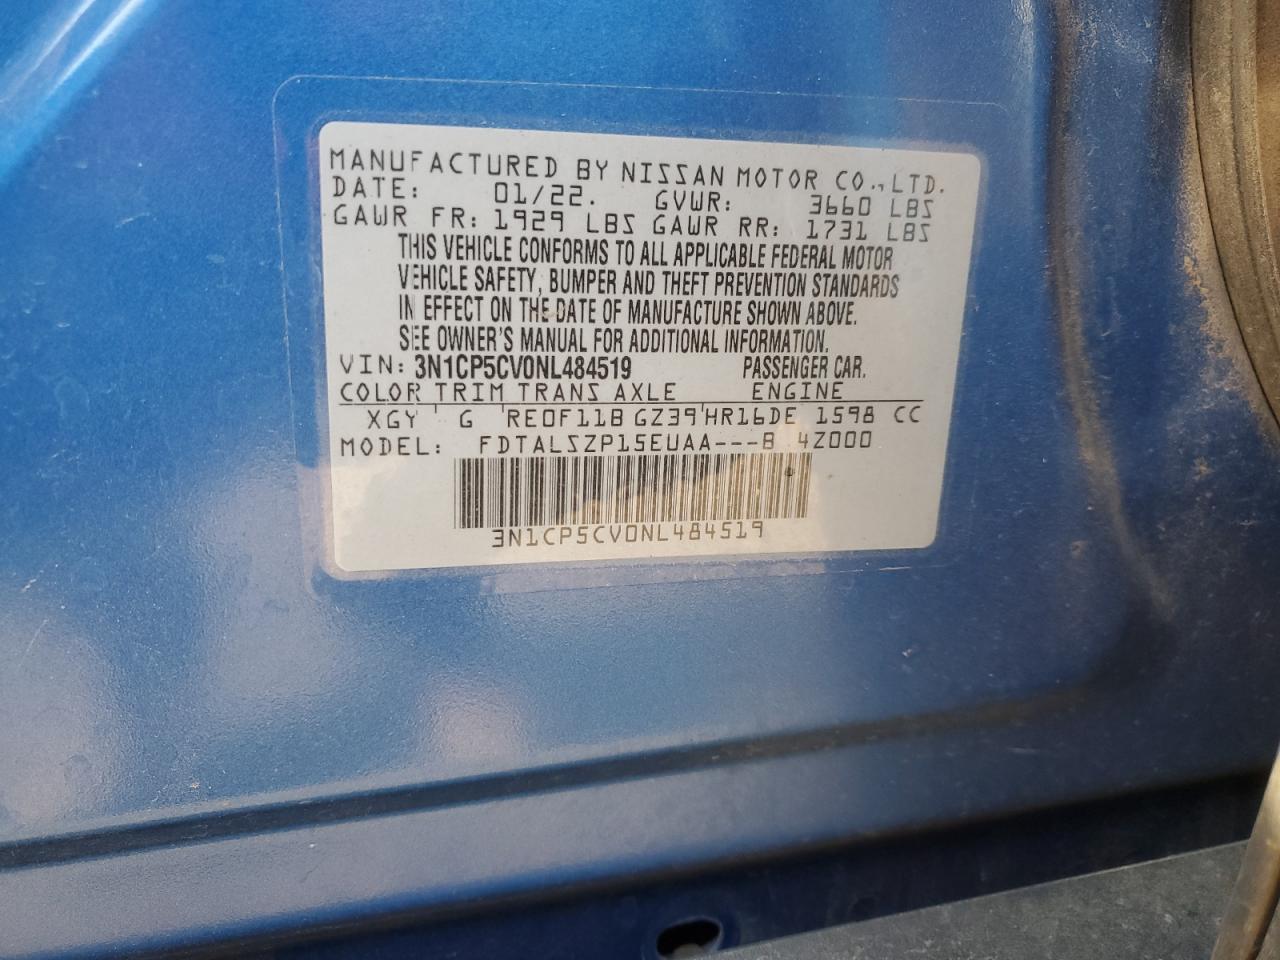 MANUFACTURED BY NISSAN MOTOR CO., LTD.
DATE: 01/22. GVWR: 3660 LBS
GAWR FR: 1929 LBS GAWR RR: 1731 LBS
THIS VEHICLE CONFORMS TO ALL APPLICABLE FEDERAL MOTOR
VEHICLE SAFETY, BUMPER AND THEFT PREVENTION STANDARDS
IN EFFECT ON THE DATE OF MANUFACTURE SHOWN ABOVE.
SEE OWNER'S MANUAL FOR ADDITIONAL INFORMATION.
VIN: 3N1CP5CV0NL484519 PASSENGER CAR.
COLOR TRIM TRANS AXLE ENGINE
XGY G RE0F11B GZ39 HR16DE 1598 CC
MODEL: FDTALSZP15EUAA---B 4Z000
3N1CP5CV0NL484519